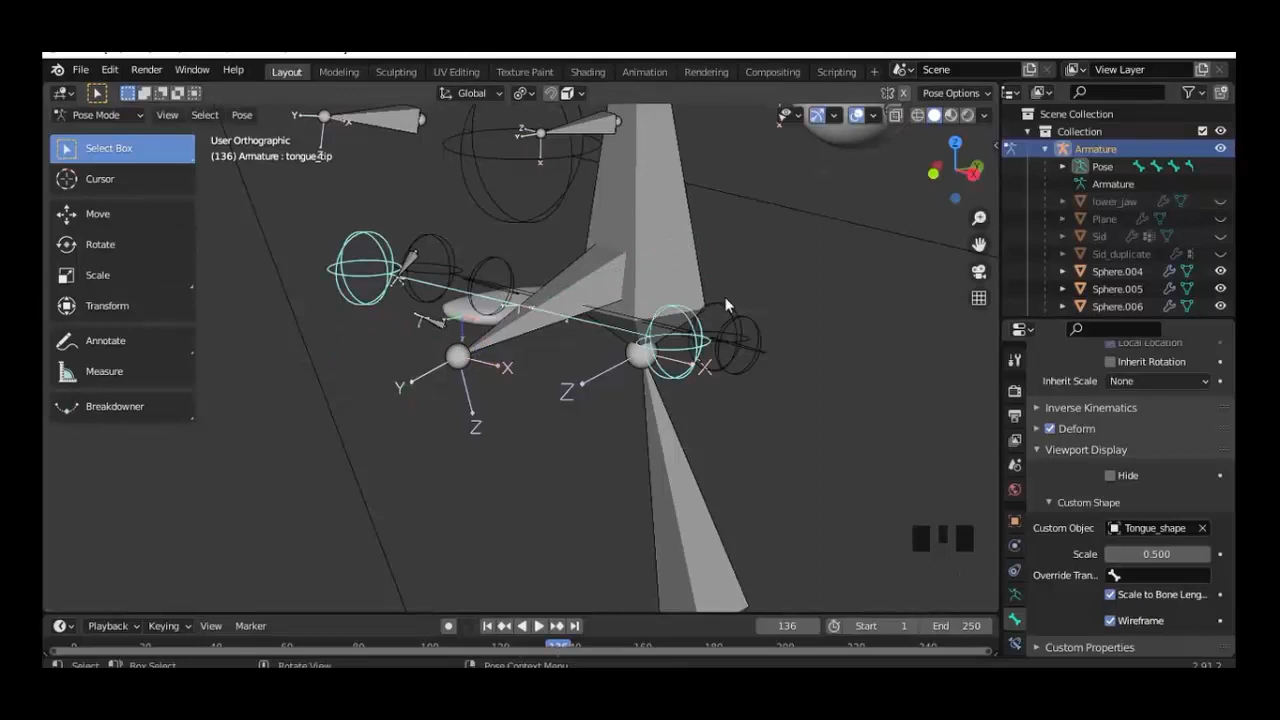 File Edit Render Window Help Layout Modeling Sculpting UV Editing Texture Paint Shading Animation Rendering Compositing Scripting + Scene View Layer
Global Pose Options
Pose Mode View Select Pose
Select Box
Cursor
Move
Rotate
Scale
Transform
Annotate
Measure
Breakdowner
User Orthographic
(136) Armature : tongue_tip
Y
X
Y
X
Z
X
Y
Z
X
Z
Scene Collection
Collection
Armature
Pose
Armature
lower_jaw
Plane
Sid
Sid_duplicate
Sphere.004
Sphere.005
Sphere.006
Local Location
Inherit Rotation
Inherit Scale None
Inverse Kinematics
Deform
Viewport Display
Hide
Custom Shape
Custom Objec Tongue_shape
Scale 0.500
Override Tran..
Scale to Bone Leng..
Wireframe
Custom Properties
Playback Keying View Marker 136 Start 1 End 250
Select Box Select Rotate View Pose Context Menu 2.91.2